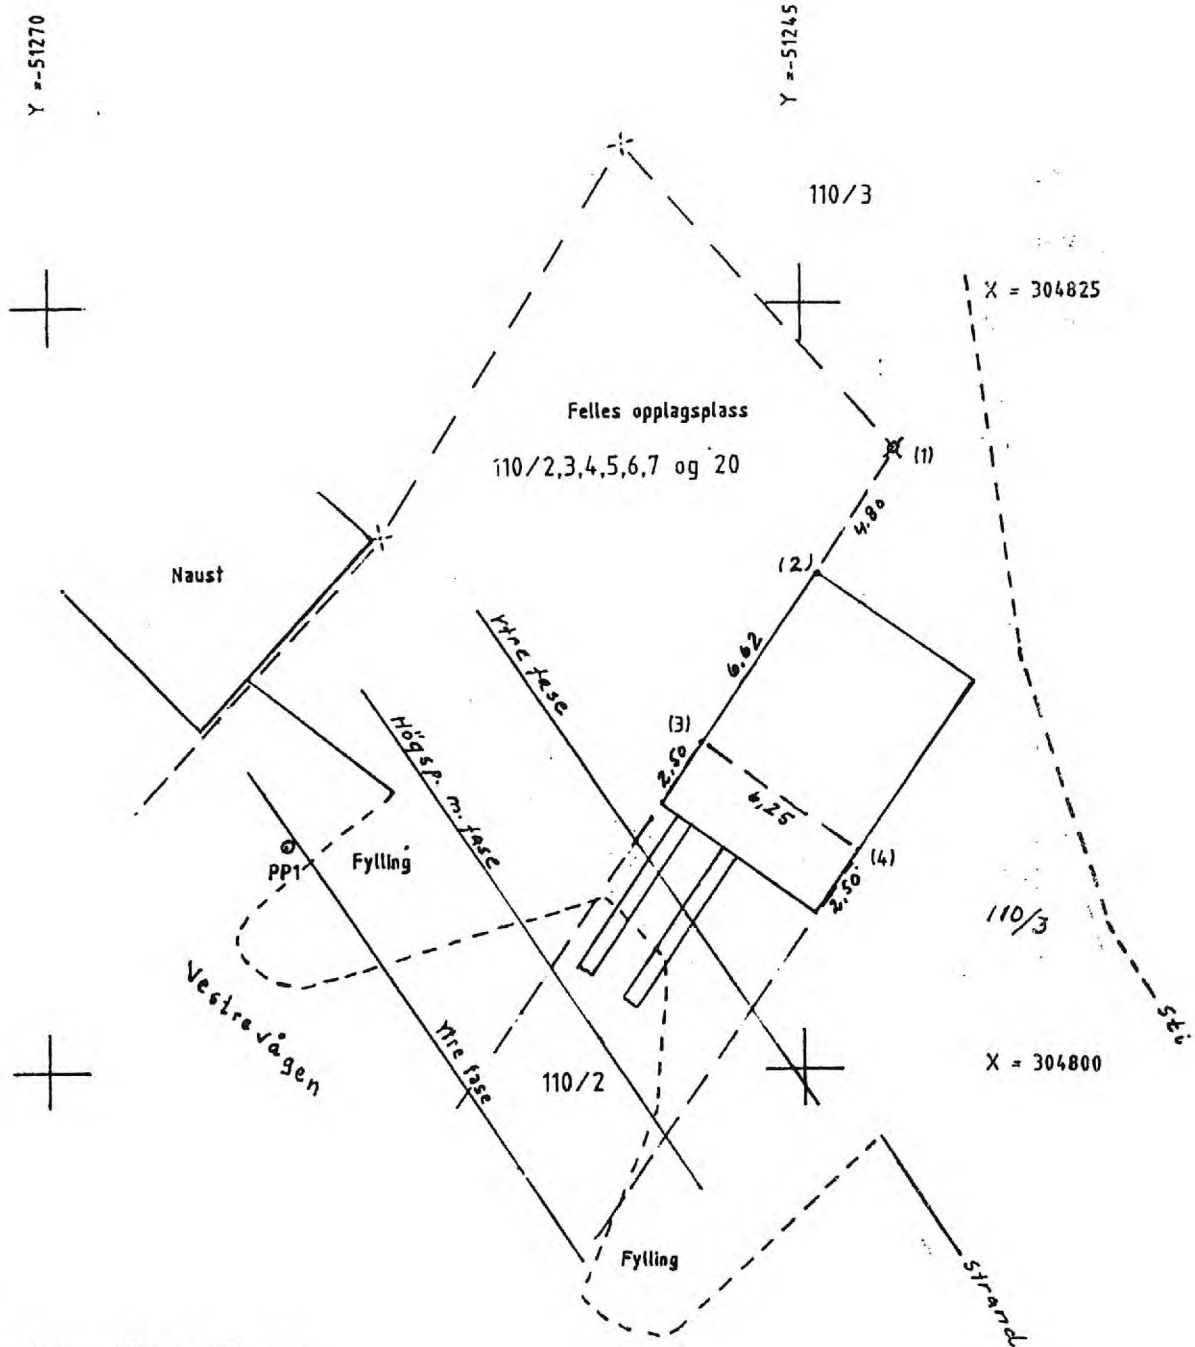 Y =-51270
Y =-51245
110/3
X = 304825
Felles opplagsplass
110/2,3,4,5,6,7 og 20
(1)
4.80
(2)
Naust
Ytre fase
6.62
(3)
2.50
Högsp. m. fase
6,25
(4)
2.50
PP1
Fylling
110/3
Vestrevågen
Sti
Ytre fase
110/2
X = 304800
Fylling
Strand